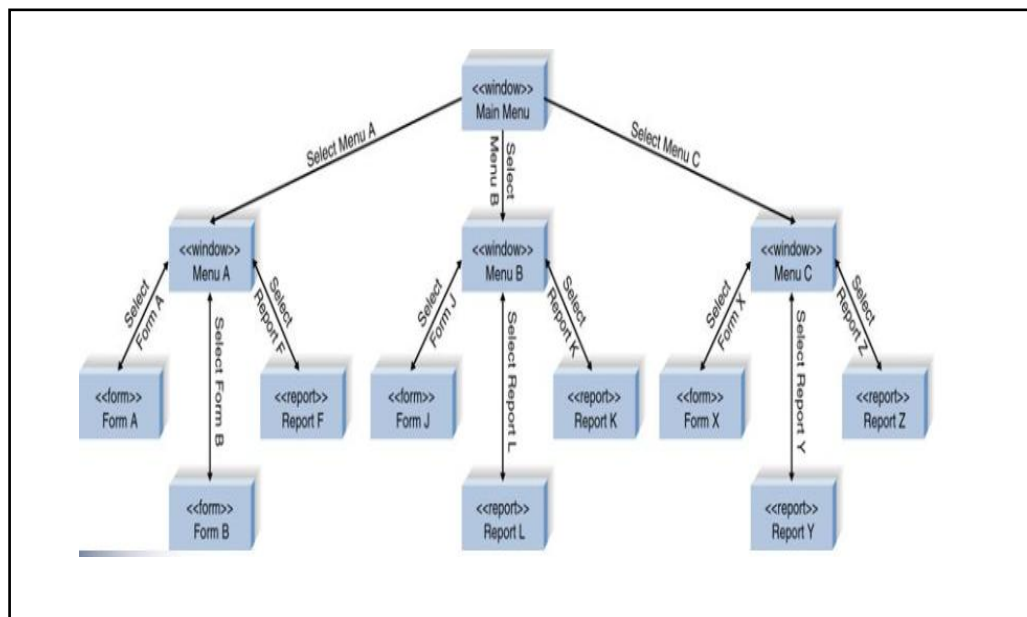 <<window>>
Main Menu
Select Menu A
Select
Menu B
Select Menu C
<<window>>
Menu A
<<window>>
Menu B
<<window>>
Menu C
Select
Form A
Select Form B
Select
Report F
Select
Form J
Select Report L
Select
Report K
Select
Form X
Select Report Y
Select
Report Z
<<form>>
Form A
<<report>>
Report F
<<form>>
Form J
<<report>>
Report K
<<form>>
Form X
<<report>>
Report Z
<<form>>
Form B
<<report>>
Report L
<<report>>
Report Y